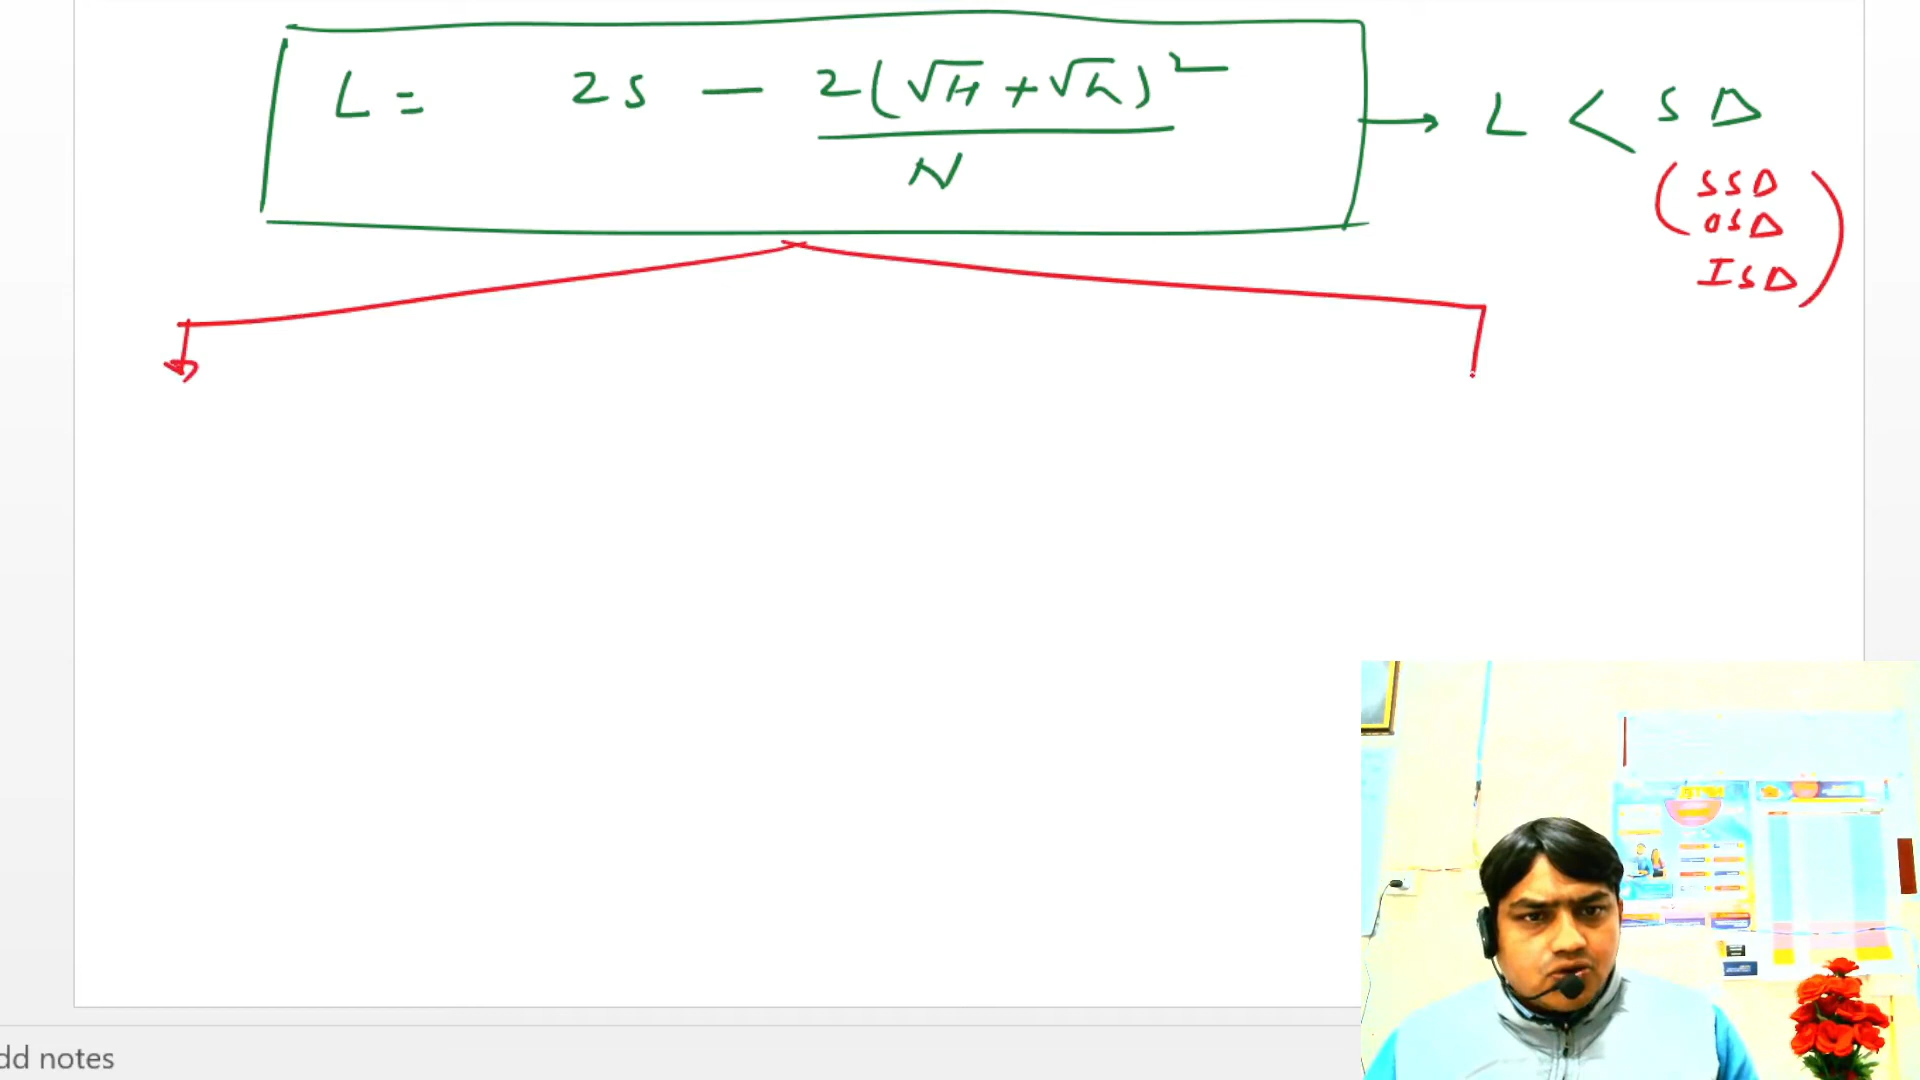 L = 2S - 2(√H + √h)² / N → L < SD
(SSD
OSD
ISD)
dd notes